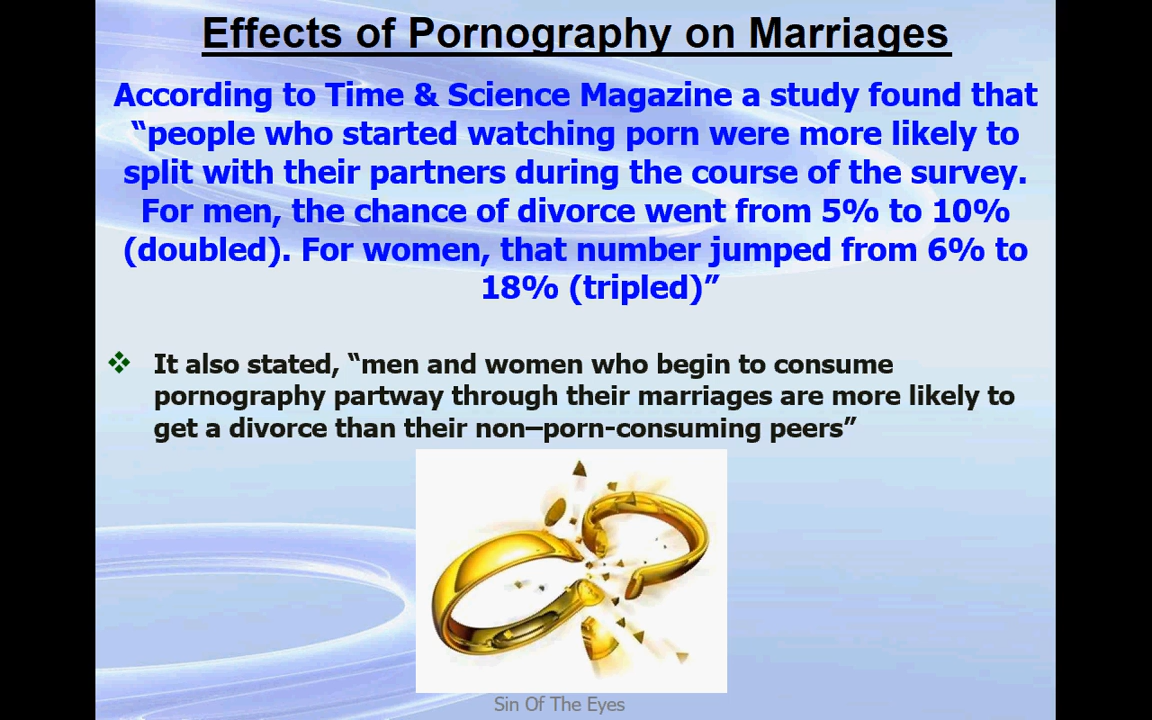 Effects of Pornography on Marriages
According to Time & Science Magazine a study found that
“people who started watching porn were more likely to
split with their partners during the course of the survey.
For men, the chance of divorce went from 5% to 10%
(doubled). For women, that number jumped from 6% to
18% (tripled)”
❖ It also stated, “men and women who begin to consume
pornography partway through their marriages are more likely to
get a divorce than their non–porn-consuming peers”
Sin Of The Eyes